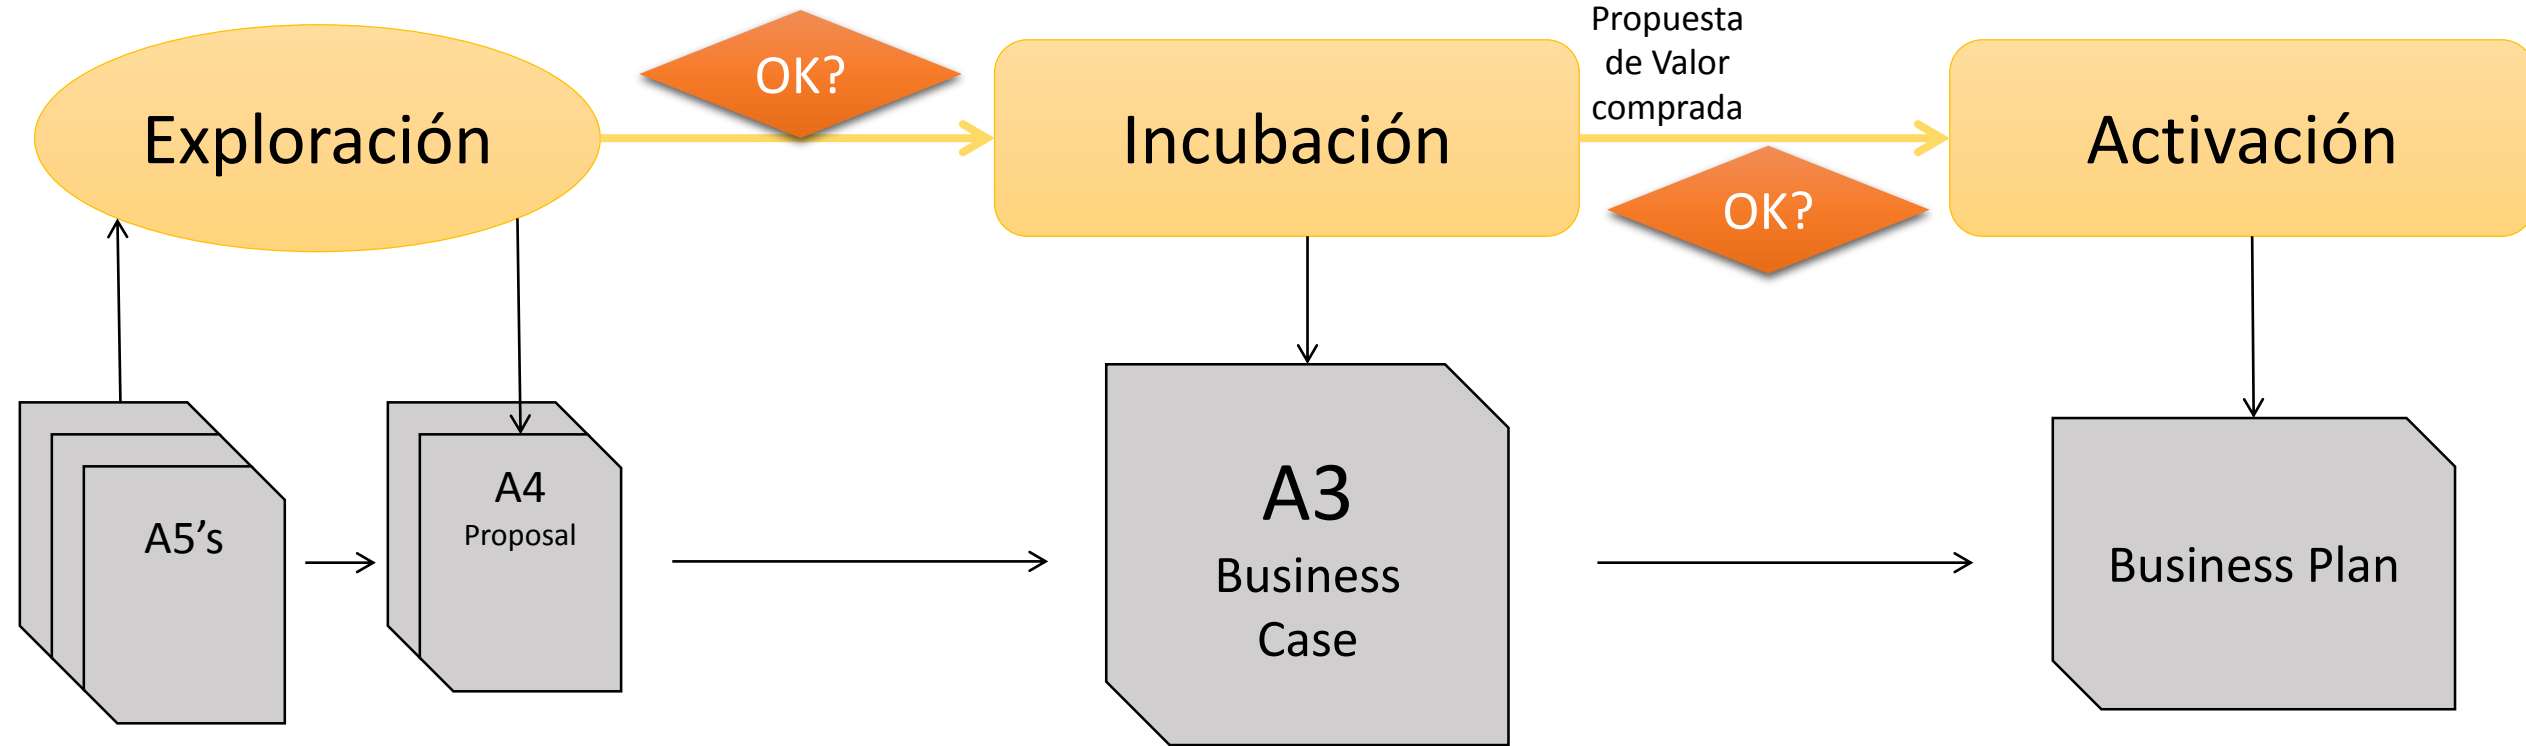 Exploración
OK?
Incubación
Propuesta
de Valor
comprada
OK?
Activación
A5’s
A4
Proposal
A3
Business
Case
Business Plan